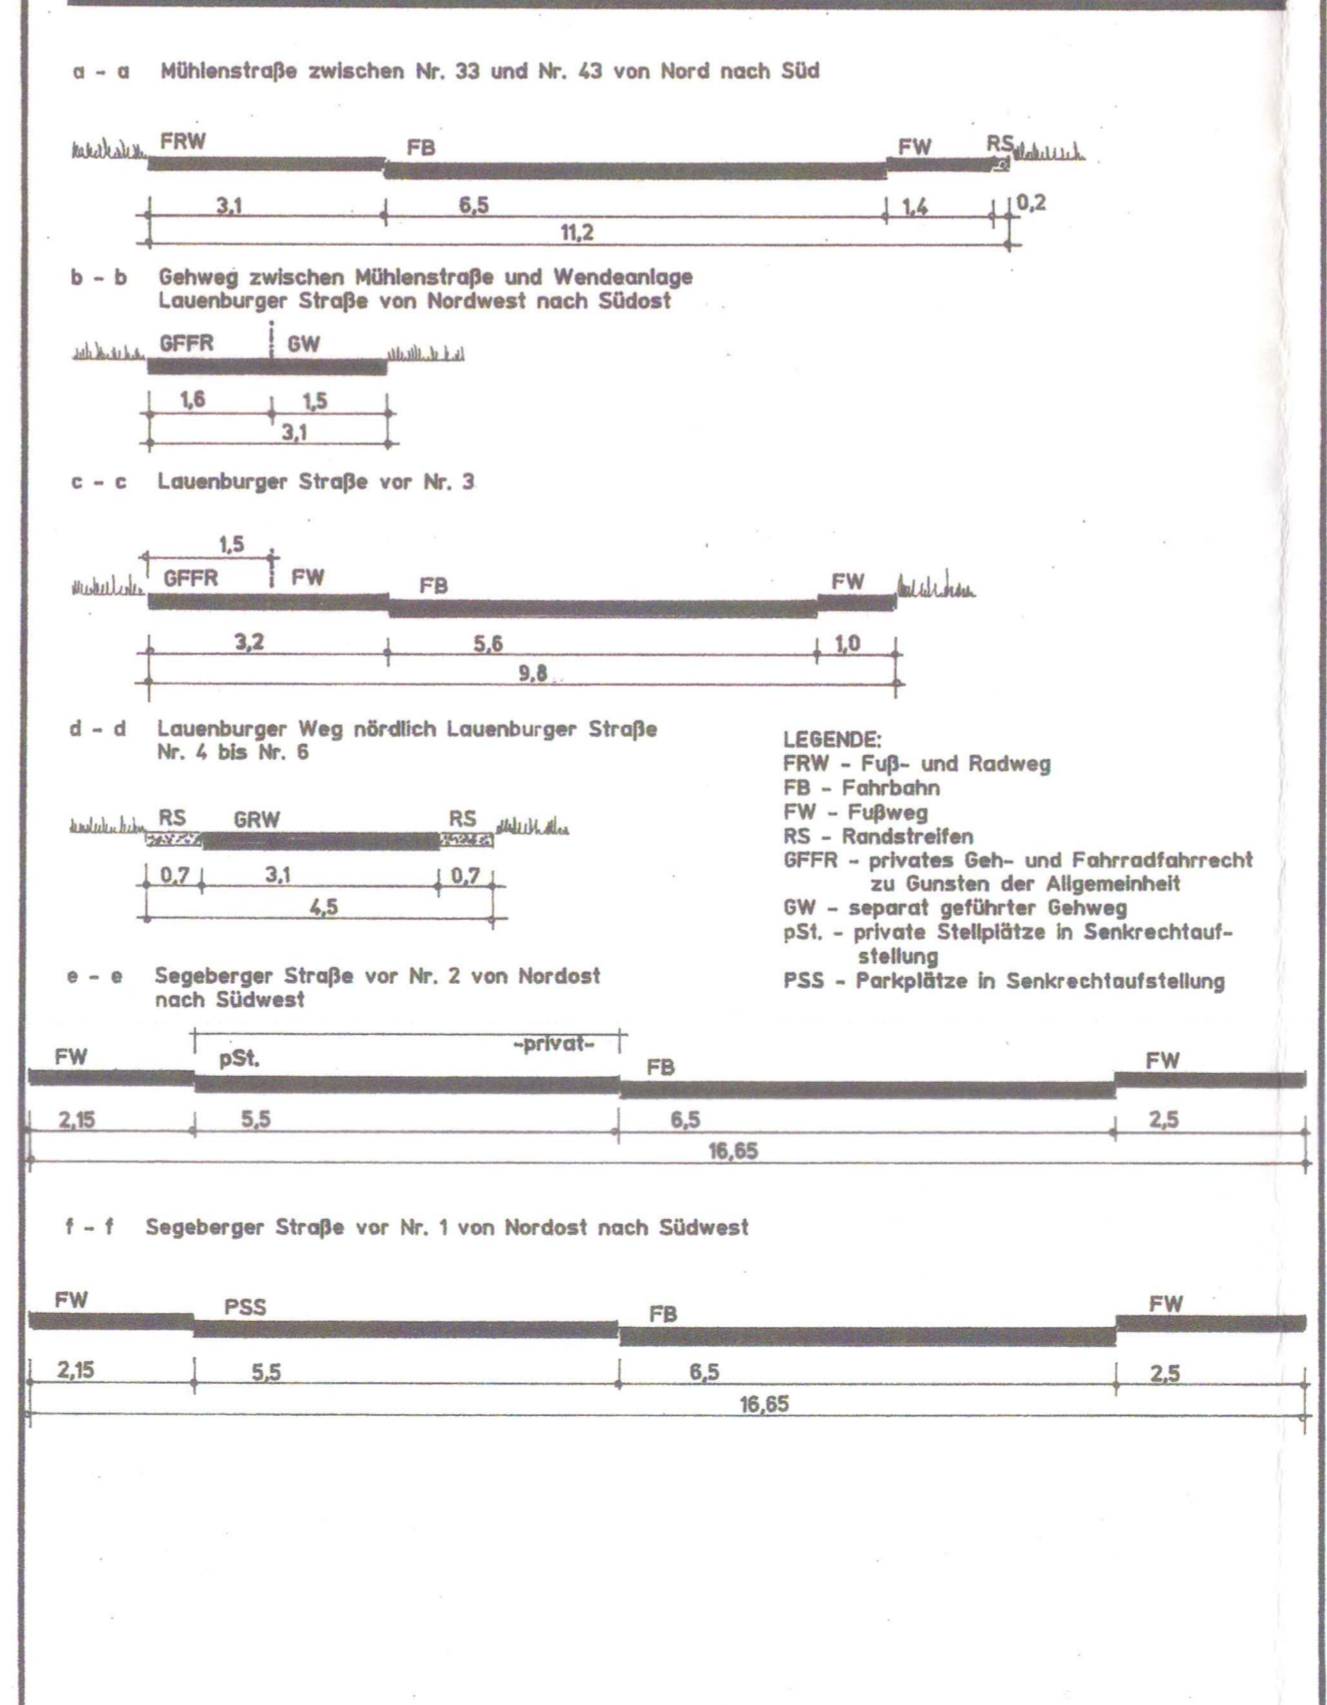 a - a Mühlenstraße zwischen Nr. 33 und Nr. 43 von Nord nach Süd
FRW FB FW RS
3,1 6,5 1,4 0,2
11,2
b - b Gehweg zwischen Mühlenstraße und Wendeanlage
Lauenburger Straße von Nordwest nach Südost
GFFR GW
1,6 1,5
3,1
c - c Lauenburger Straße vor Nr. 3
1,5
GFFR FW FB FW
3,2 5,6 1,0
9,8
d - d Lauenburger Weg nördlich Lauenburger Straße
Nr. 4 bis Nr. 6
RS GRW RS
0,7 3,1 0,7
4,5
LEGENDE:
FRW - Fuß- und Radweg
FB - Fahrbahn
FW - Fußweg
RS - Randstreifen
GFFR - privates Geh- und Fahrradfahrrecht
zu Gunsten der Allgemeinheit
GW - separat geführter Gehweg
pSt. - private Stellplätze in Senkrechtauf-
stellung
PSS - Parkplätze in Senkrechtaufstellung
e - e Segeberger Straße vor Nr. 2 von Nordost
nach Südwest
-privat-
FW pSt. FB FW
2,15 5,5 6,5 2,5
16,65
f - f Segeberger Straße vor Nr. 1 von Nordost nach Südwest
FW PSS FB FW
2,15 5,5 6,5 2,5
16,65